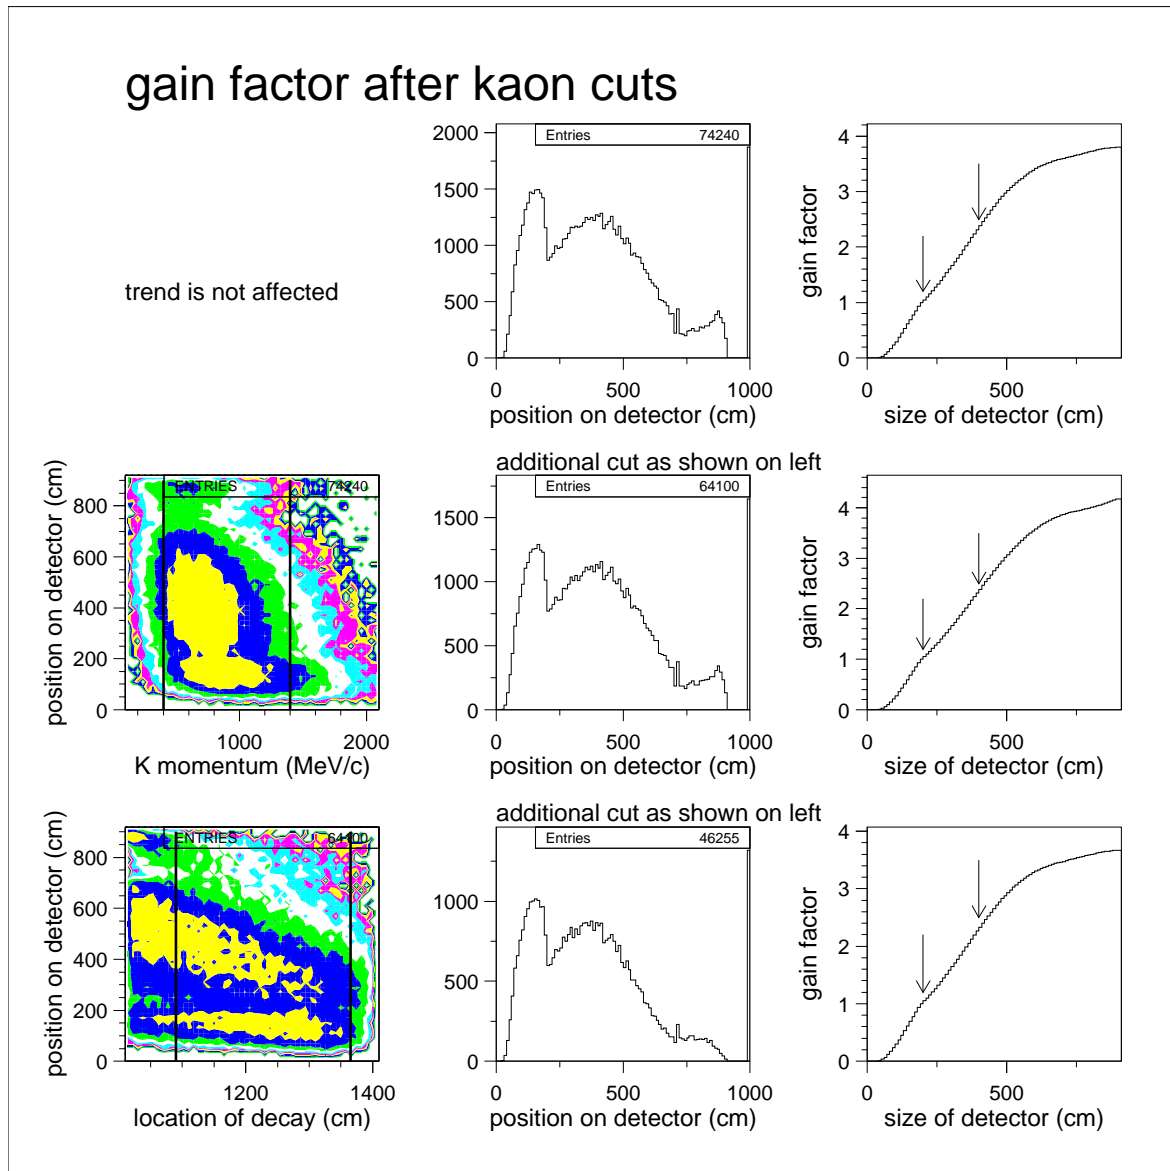 gain factor after kaon cuts
trend is not affected
Entries 74240
2000
1500
1000
500
0
0 500 1000
position on detector (cm)
gain factor
4
3
2
1
0
0 500
size of detector (cm)
position on detector (cm)
ENTRIES 74240
800
600
400
200
0
1000 2000
K momentum (MeV/c)
additional cut as shown on left
Entries 64100
1500
1000
500
0
0 500 1000
position on detector (cm)
gain factor
4
3
2
1
0
0 500
size of detector (cm)
position on detector (cm)
ENTRIES 64100
800
600
400
200
0
1200 1400
location of decay (cm)
additional cut as shown on left
Entries 46255
1000
500
0
0 500 1000
position on detector (cm)
gain factor
4
3
2
1
0
0 500
size of detector (cm)